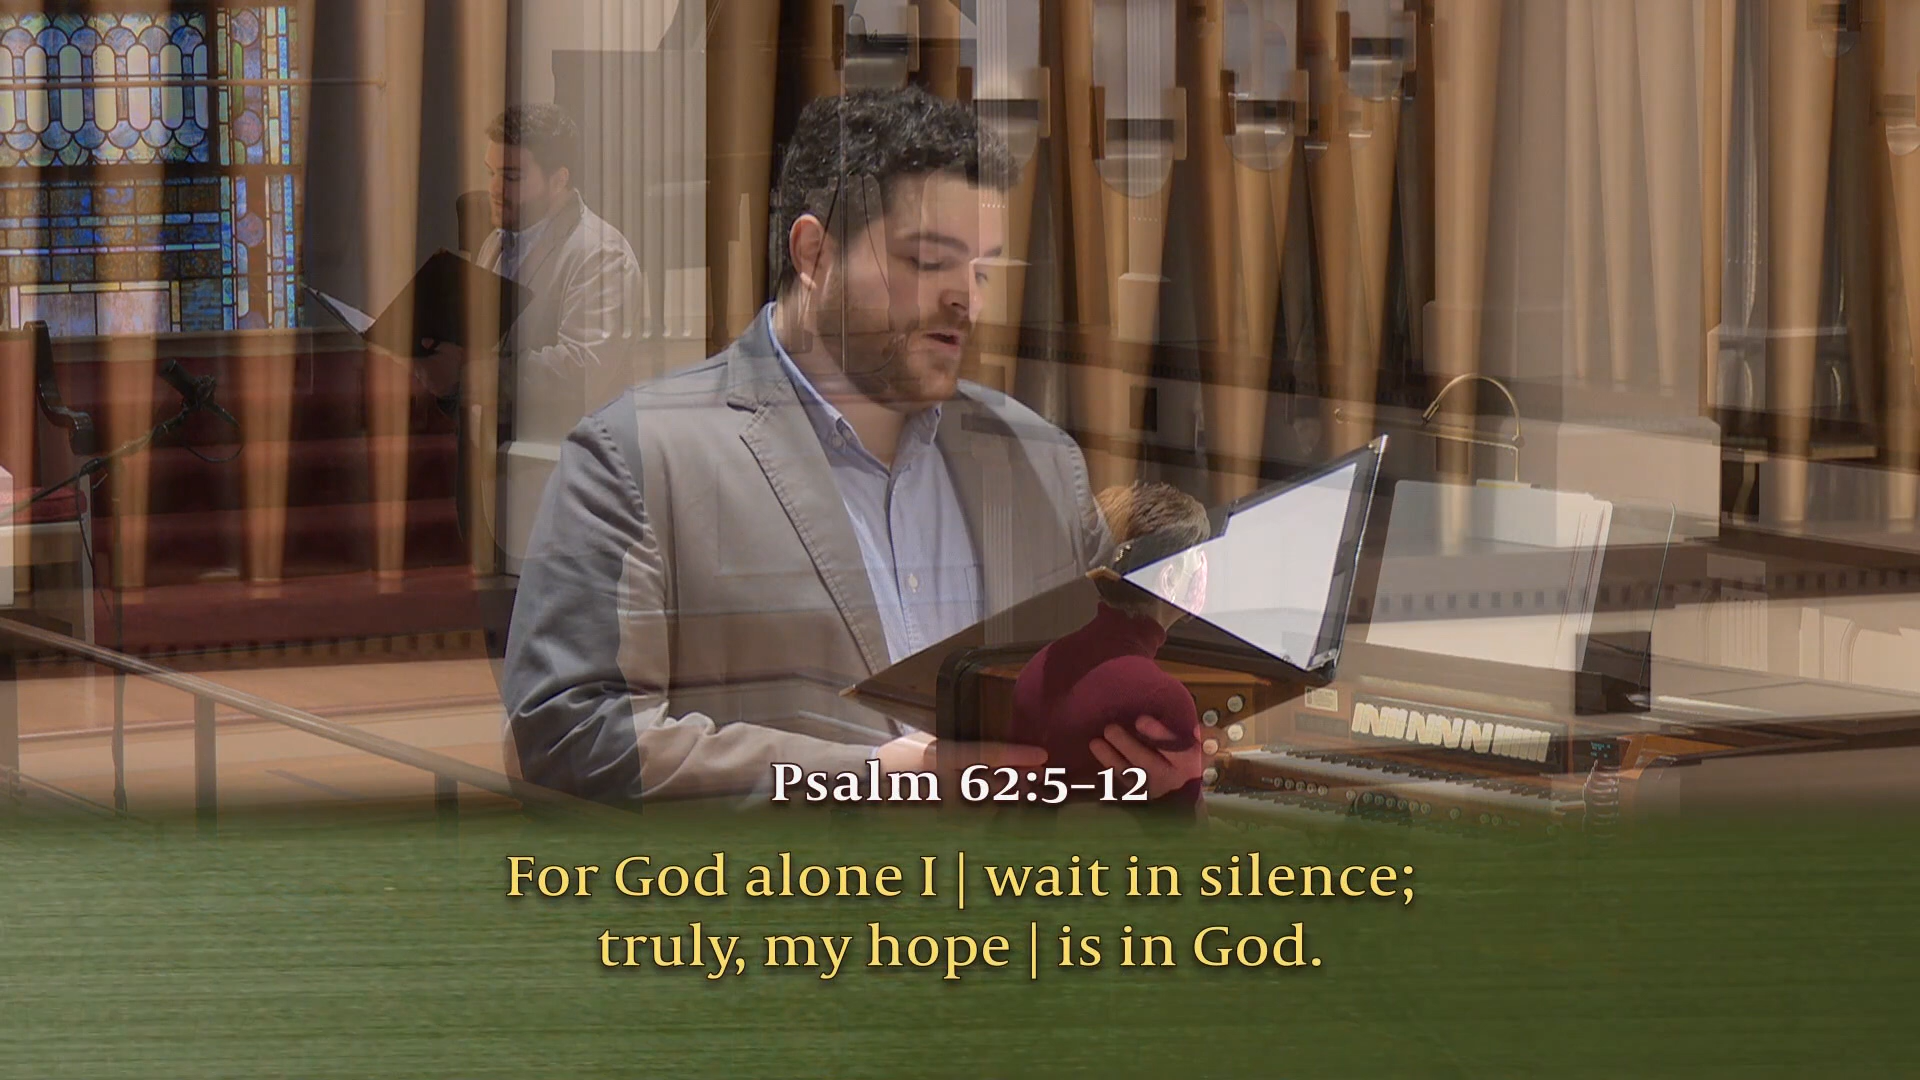 Psalm 62:5–12
For God alone I | wait in silence;
truly, my hope | is in God.